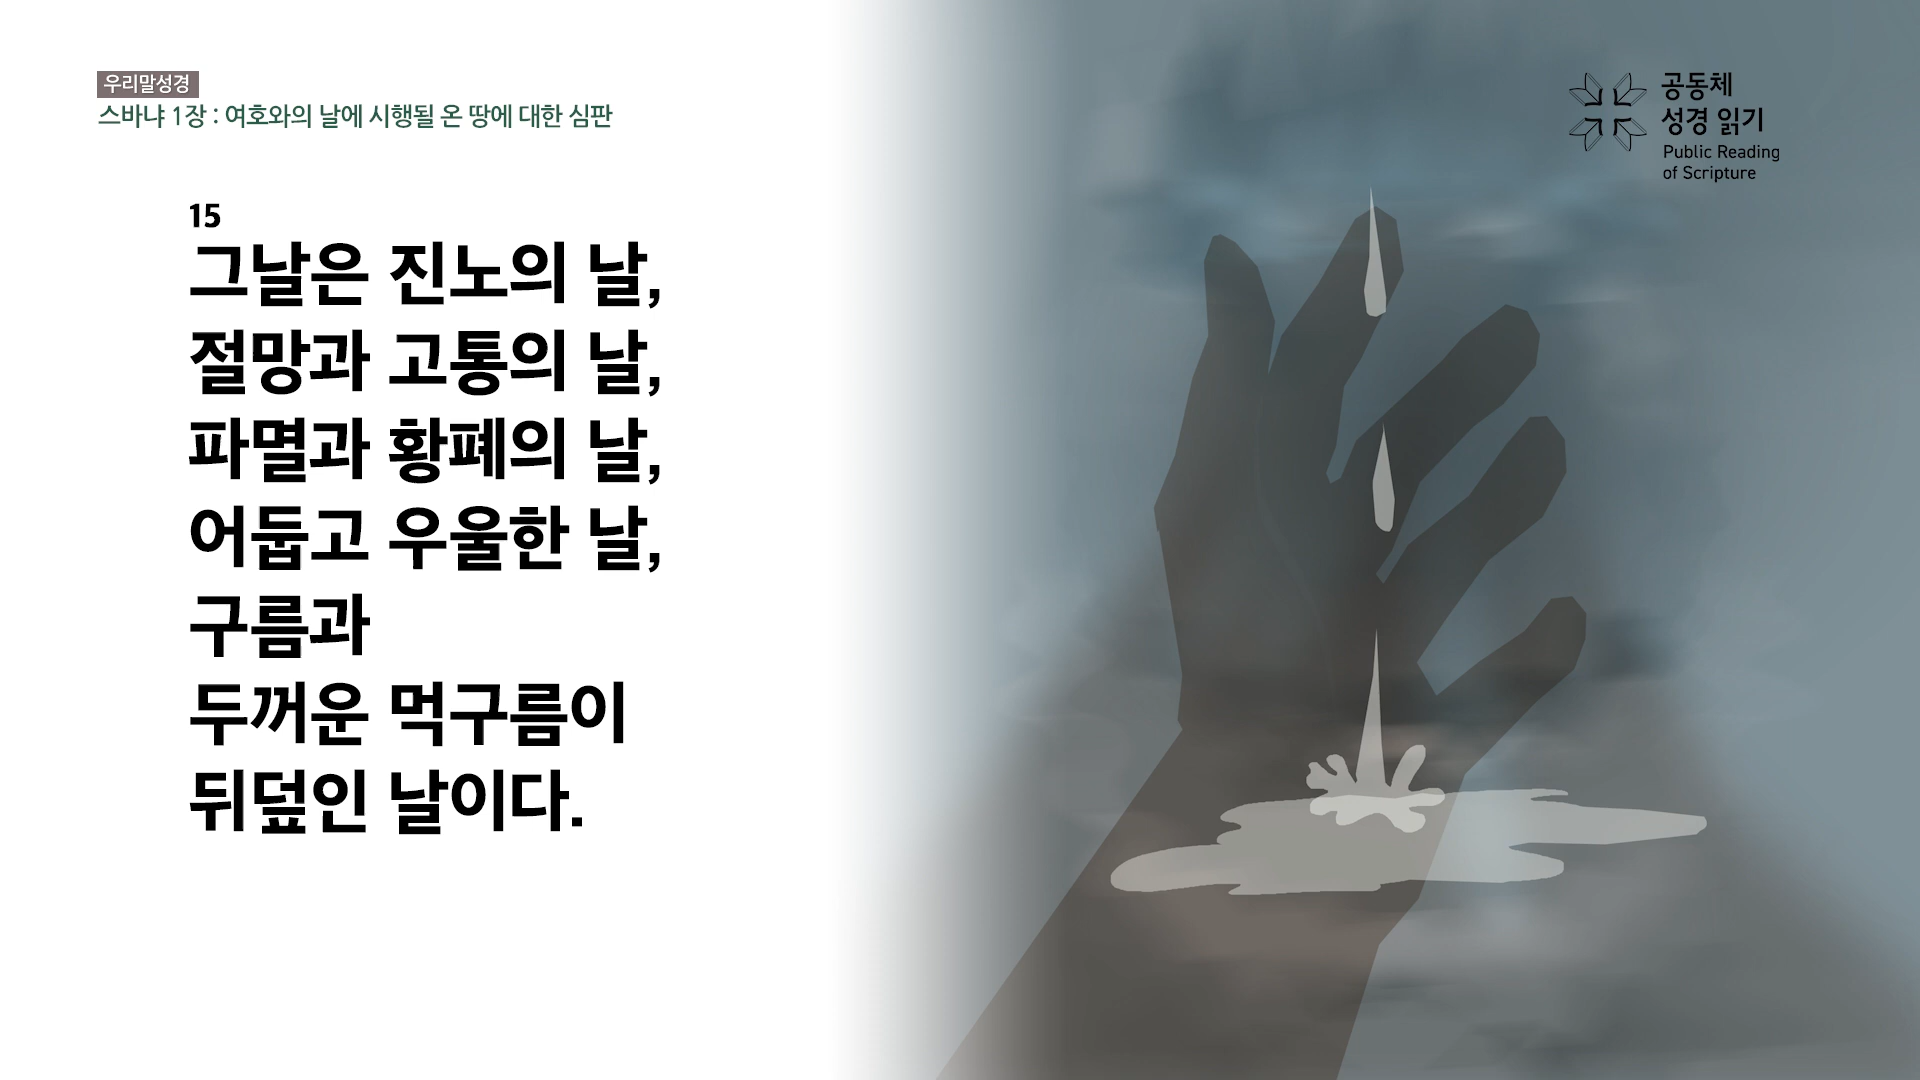 우리말성경
스바냐 1장 : 여호와의 날에 시행될 온 땅에 대한 심판
공동체
성경 읽기
Public Reading
of Scripture
15
그날은 진노의 날,
절망과 고통의 날,
파멸과 황폐의 날,
어둡고 우울한 날,
구름과
두꺼운 먹구름이
뒤덮인 날이다.